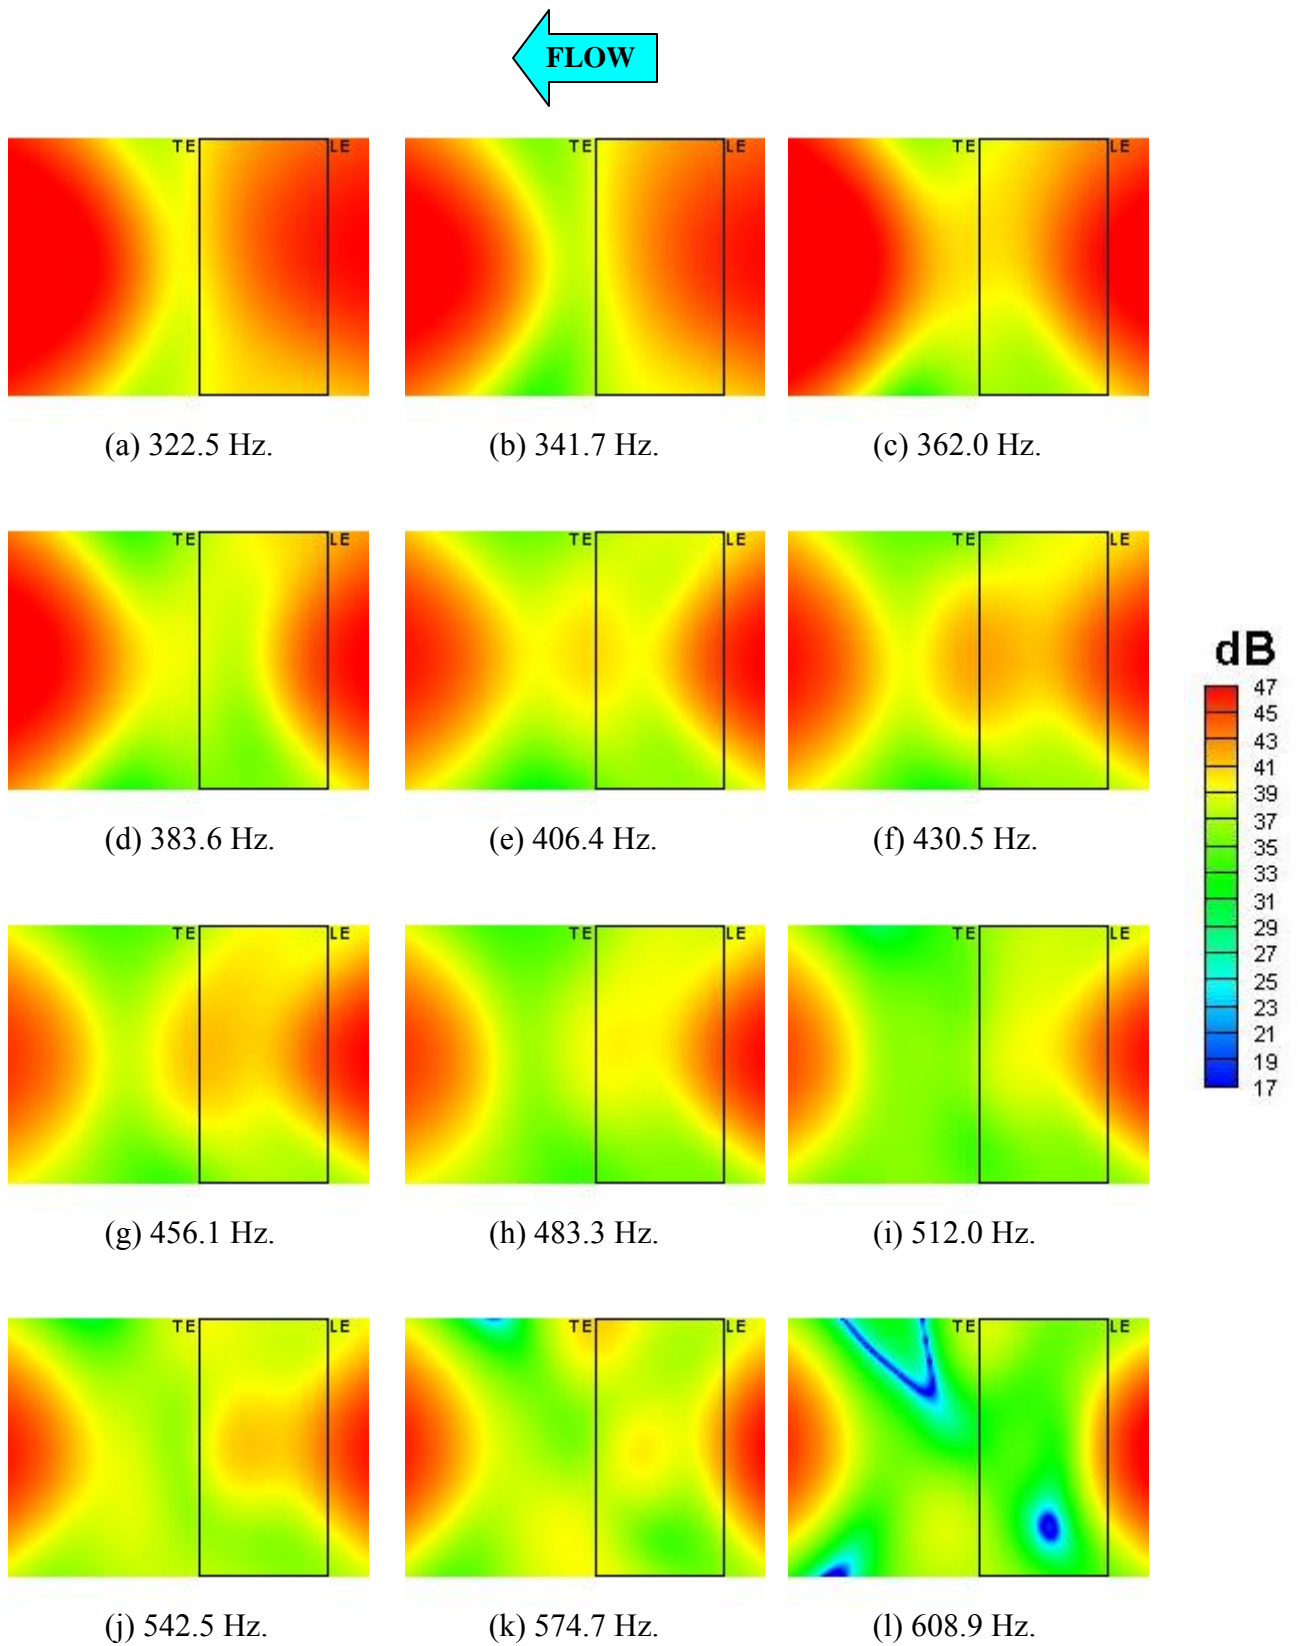 FLOW
TE LE TE LE TE LE
(a) 322.5 Hz. (b) 341.7 Hz. (c) 362.0 Hz.
TE LE TE LE TE LE
(d) 383.6 Hz. (e) 406.4 Hz. (f) 430.5 Hz.
dB
47
45
43
41
39
37
35
33
31
29
27
25
23
21
19
17
TE LE TE LE TE LE
(g) 456.1 Hz. (h) 483.3 Hz. (i) 512.0 Hz.
TE LE TE LE TE LE
(j) 542.5 Hz. (k) 574.7 Hz. (l) 608.9 Hz.